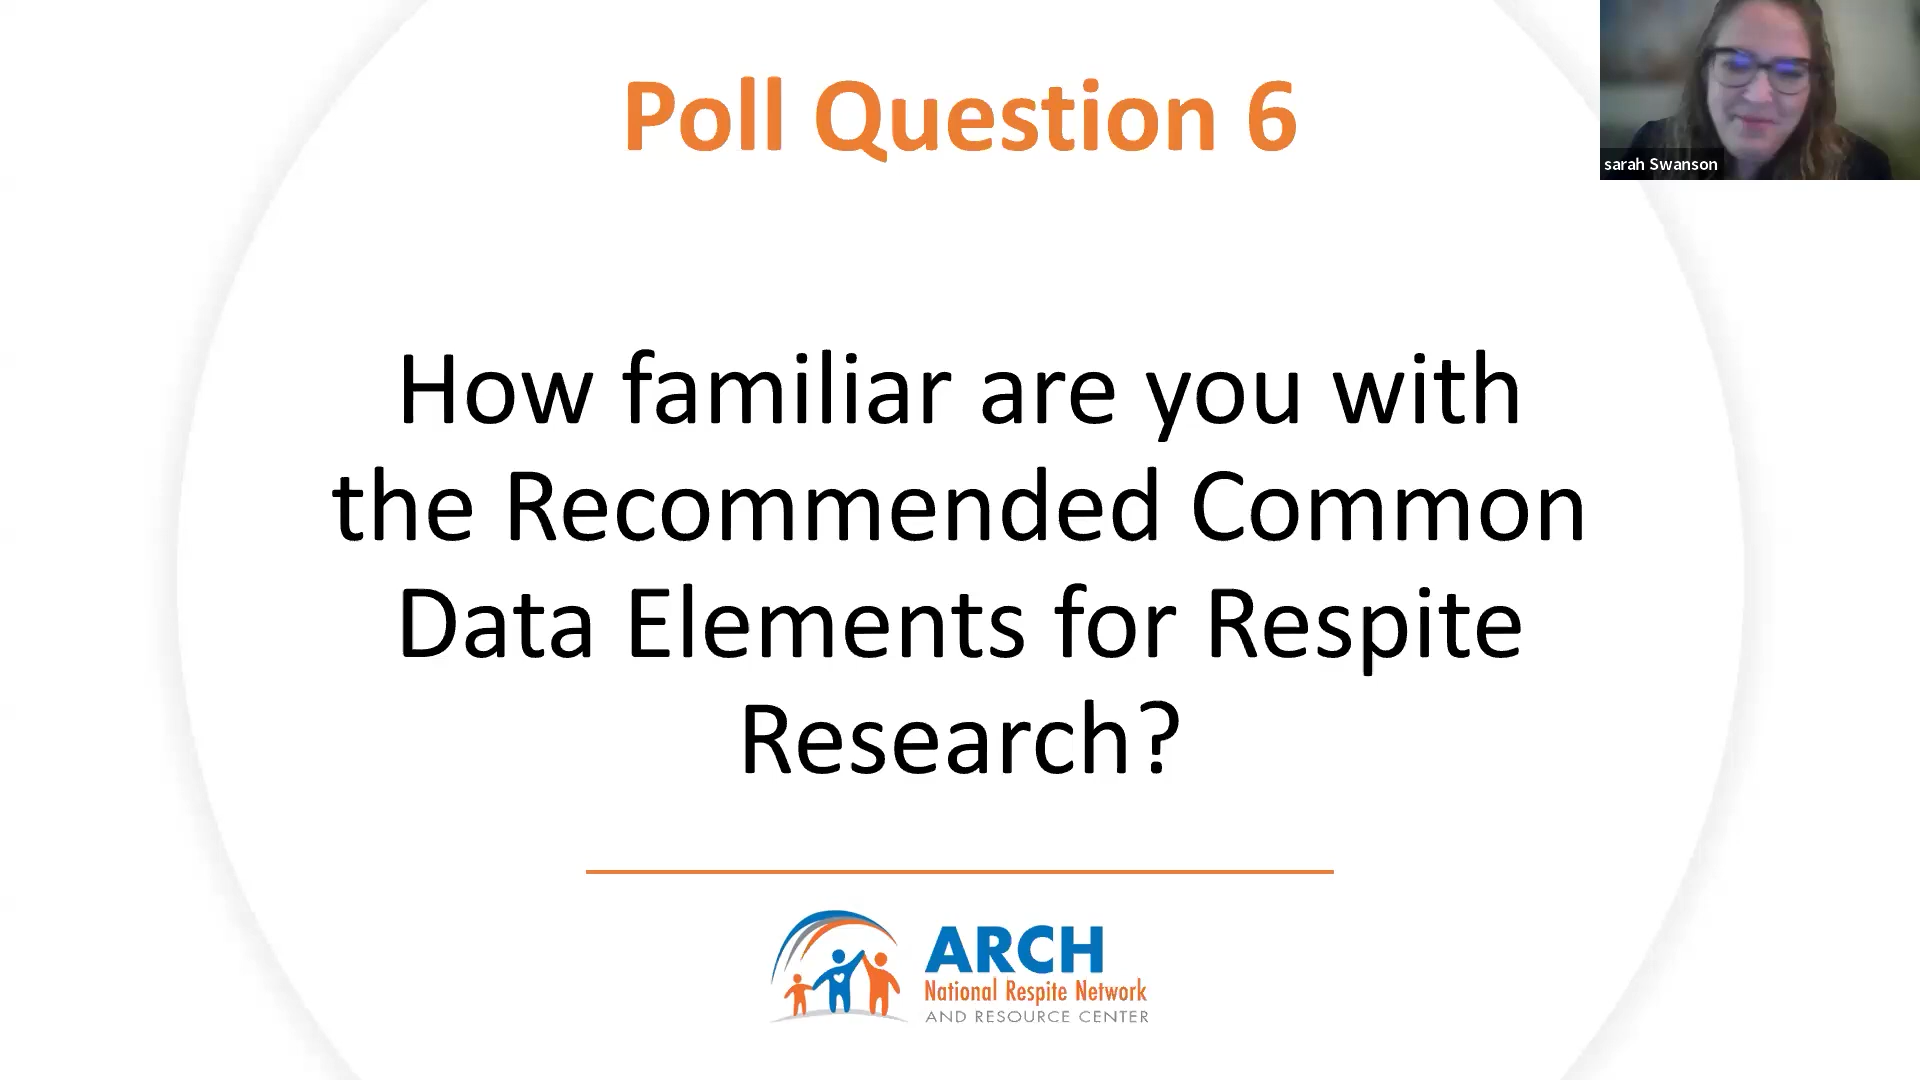 Poll Question 6
sarah Swanson
How familiar are you with
the Recommended Common
Data Elements for Respite
Research?
ARCH
National Respite Network
AND RESOURCE CENTER